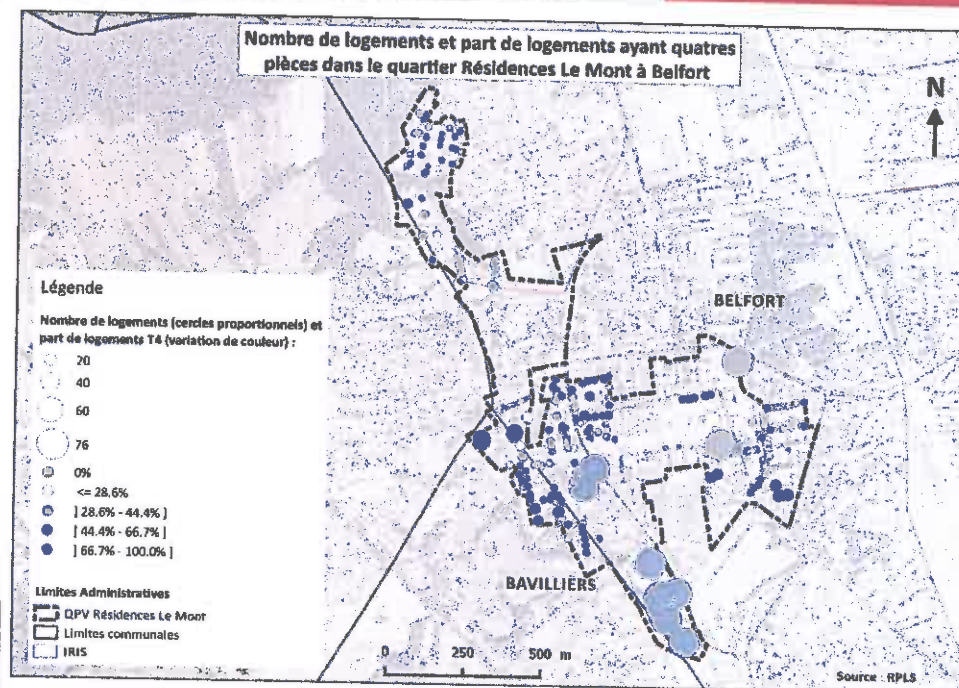 Nombre de logements et part de logements ayant quatres
pièces dans le quartier Résidences Le Mont à Belfort
N
BELFORT
Légende
Nombre de logements (cercles proportionnels) et
part de logements T4 (variation de couleur) :
20
40
60
76
0%
<= 28.6%
] 28.6% - 44.4% ]
] 44.4% - 66.7% ]
] 66.7% - 100.0% ]
BAVILLIERS
Limites Administratives
QPV Résidences Le Mont
Limites communales
IRIS
0 250 500 m
Source : RPLS